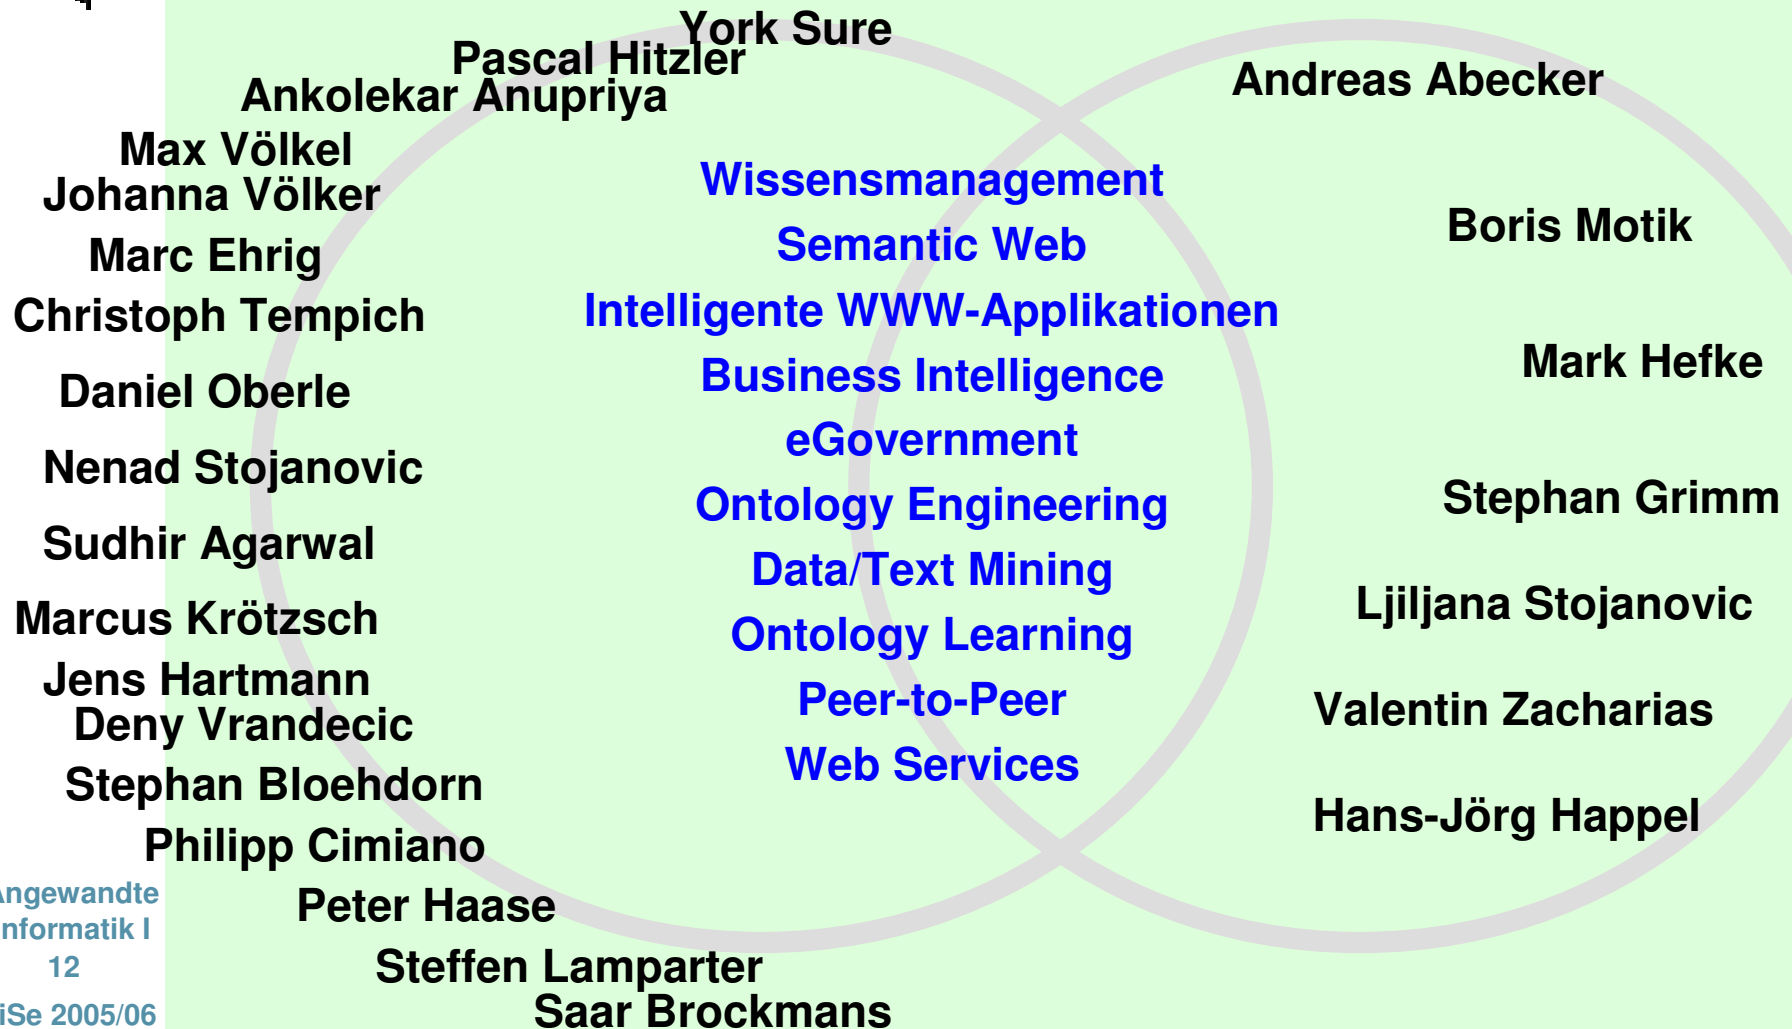 York Sure
Pascal Hitzler
Ankolekar Anupriya
Max Völkel
Johanna Völker
Marc Ehrig
Christoph Tempich
Daniel Oberle
Nenad Stojanovic
Sudhir Agarwal
Marcus Krötzsch
Jens Hartmann
Deny Vrandecic
Stephan Bloehdorn
Philipp Cimiano
Peter Haase
Steffen Lamparter
Saar Brockmans
Wissensmanagement
Semantic Web
Intelligente WWW-Applikationen
Business Intelligence
eGovernment
Ontology Engineering
Data/Text Mining
Ontology Learning
Peer-to-Peer
Web Services
Andreas Abecker
Boris Motik
Mark Hefke
Stephan Grimm
Ljiljana Stojanovic
Valentin Zacharias
Hans-Jörg Happel
Angewandte
nformatik I
12
iSe 2005/06